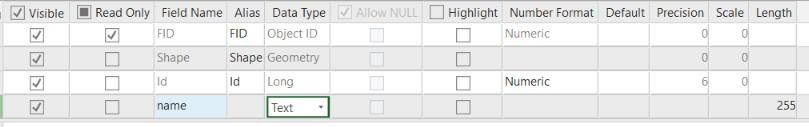 Visible Read Only Field Name Alias Data Type Allow NULL Highlight Number Format Default Precision Scale Length
FID FID Object ID Numeric 0 0
Shape Shape Geometry 0 0
Id Id Long Numeric 6 0
name Text 255